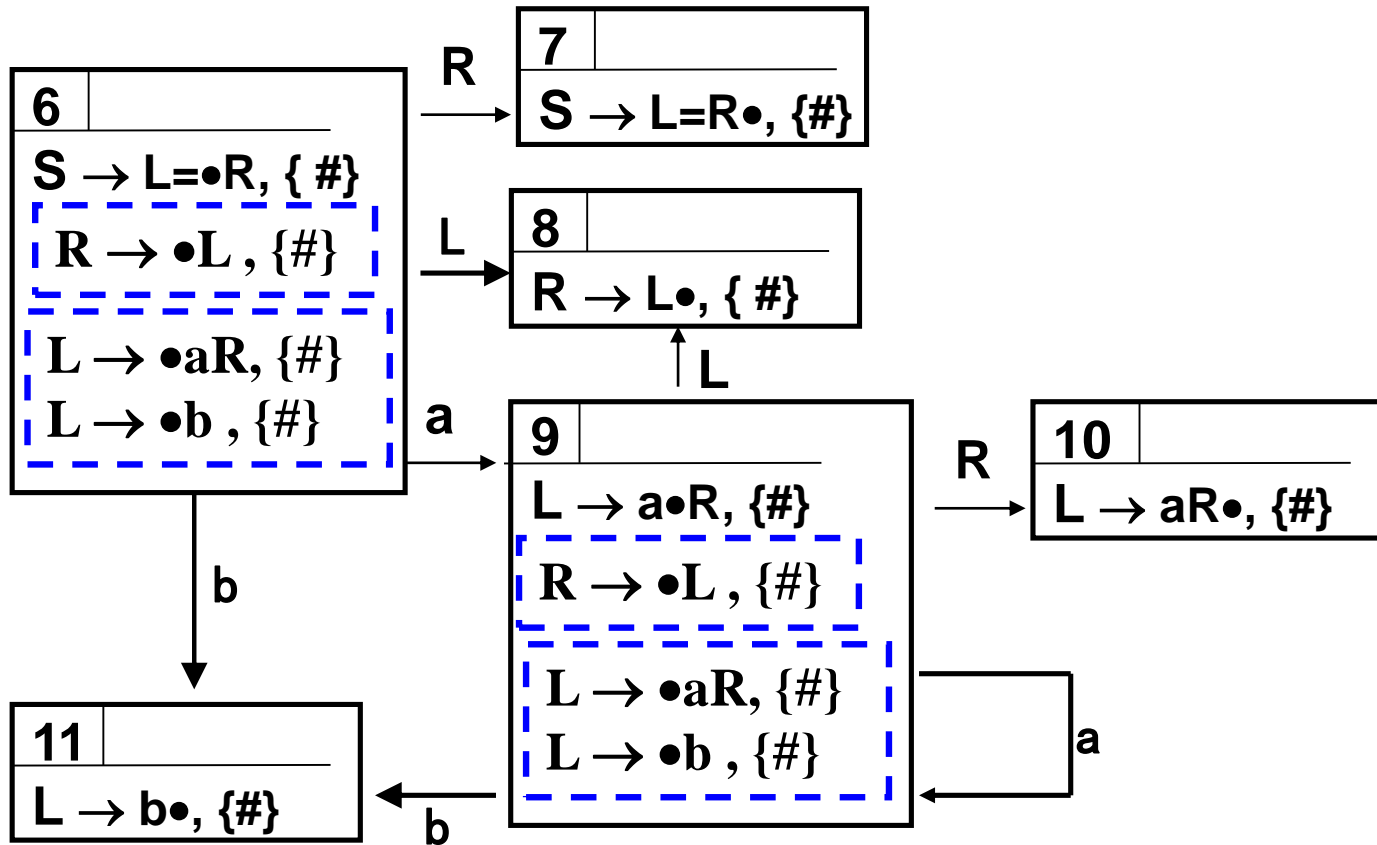 6
S → L=•R, { #}
R → •L , {#}
L → •aR, {#}
L → •b , {#}
R
7
S → L=R•, {#}
L
8
R → L•, { #}
L
a
9
L → a•R, {#}
R → •L , {#}
L → •aR, {#}
L → •b , {#}
R
10
L → aR•, {#}
a
b
b
11
L → b•, {#}